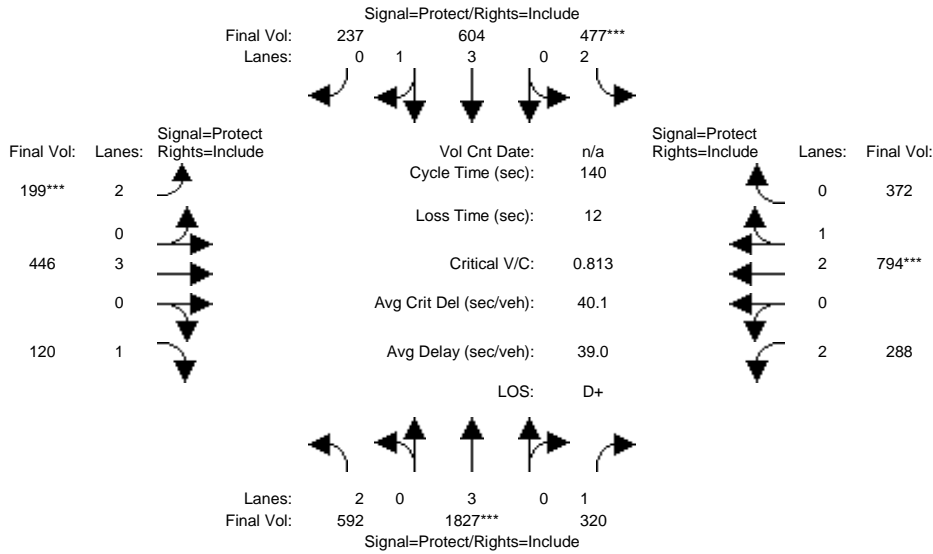 Signal=Protect/Rights=Include
Final Vol: 237 604 477***
Lanes: 0 1 3 0 2
Signal=Protect
Final Vol: Lanes: Rights=Include
Vol Cnt Date: n/a
Signal=Protect
Rights=Include Lanes: Final Vol:
Cycle Time (sec): 140
199*** 2
0 372
Loss Time (sec): 12
0
1
446 3
Critical V/C: 0.813
2 794***
0
Avg Crit Del (sec/veh): 40.1
0
120 1
Avg Delay (sec/veh): 39.0
2 288
LOS: D+
Lanes: 2 0 3 0 1
Final Vol: 592 1827*** 320
Signal=Protect/Rights=Include